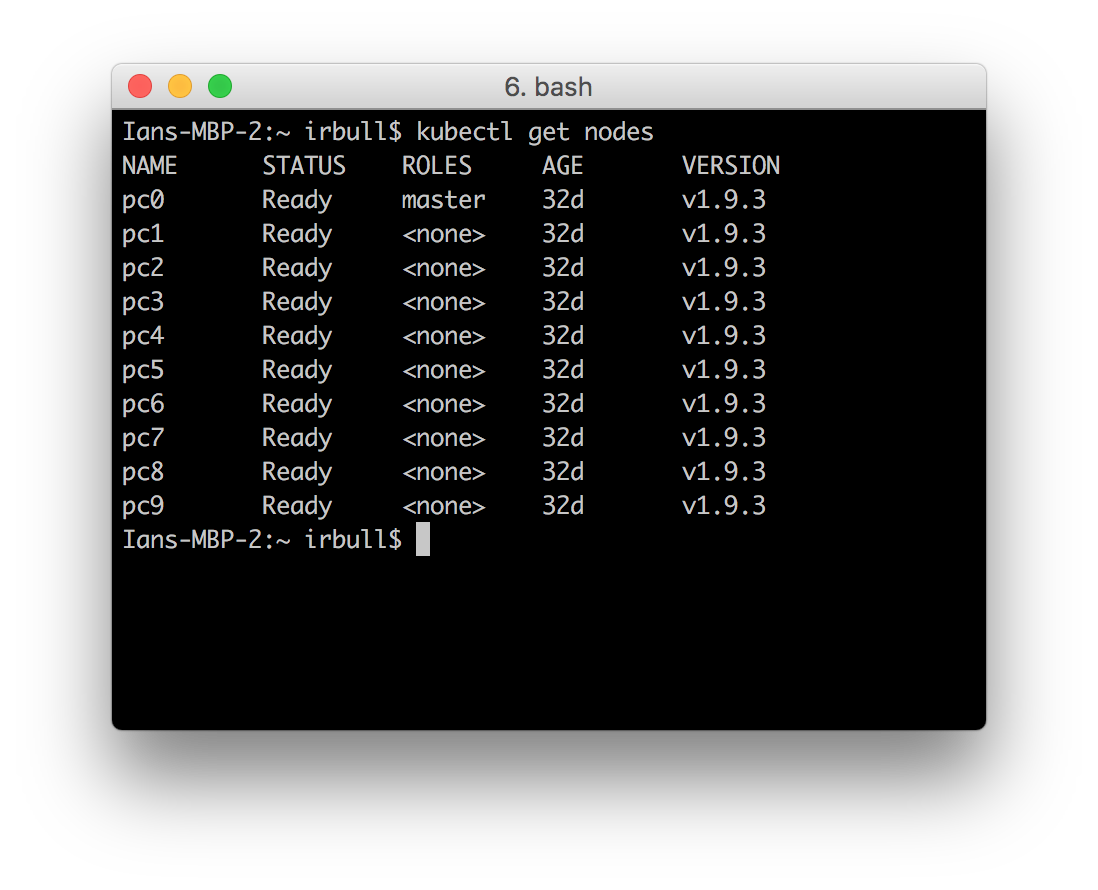 6. bash
Ians-MBP-2:~ irbull$ kubectl get nodes
NAME      STATUS    ROLES     AGE       VERSION
pc0       Ready     master    32d       v1.9.3
pc1       Ready     <none>    32d       v1.9.3
pc2       Ready     <none>    32d       v1.9.3
pc3       Ready     <none>    32d       v1.9.3
pc4       Ready     <none>    32d       v1.9.3
pc5       Ready     <none>    32d       v1.9.3
pc6       Ready     <none>    32d       v1.9.3
pc7       Ready     <none>    32d       v1.9.3
pc8       Ready     <none>    32d       v1.9.3
pc9       Ready     <none>    32d       v1.9.3
Ians-MBP-2:~ irbull$